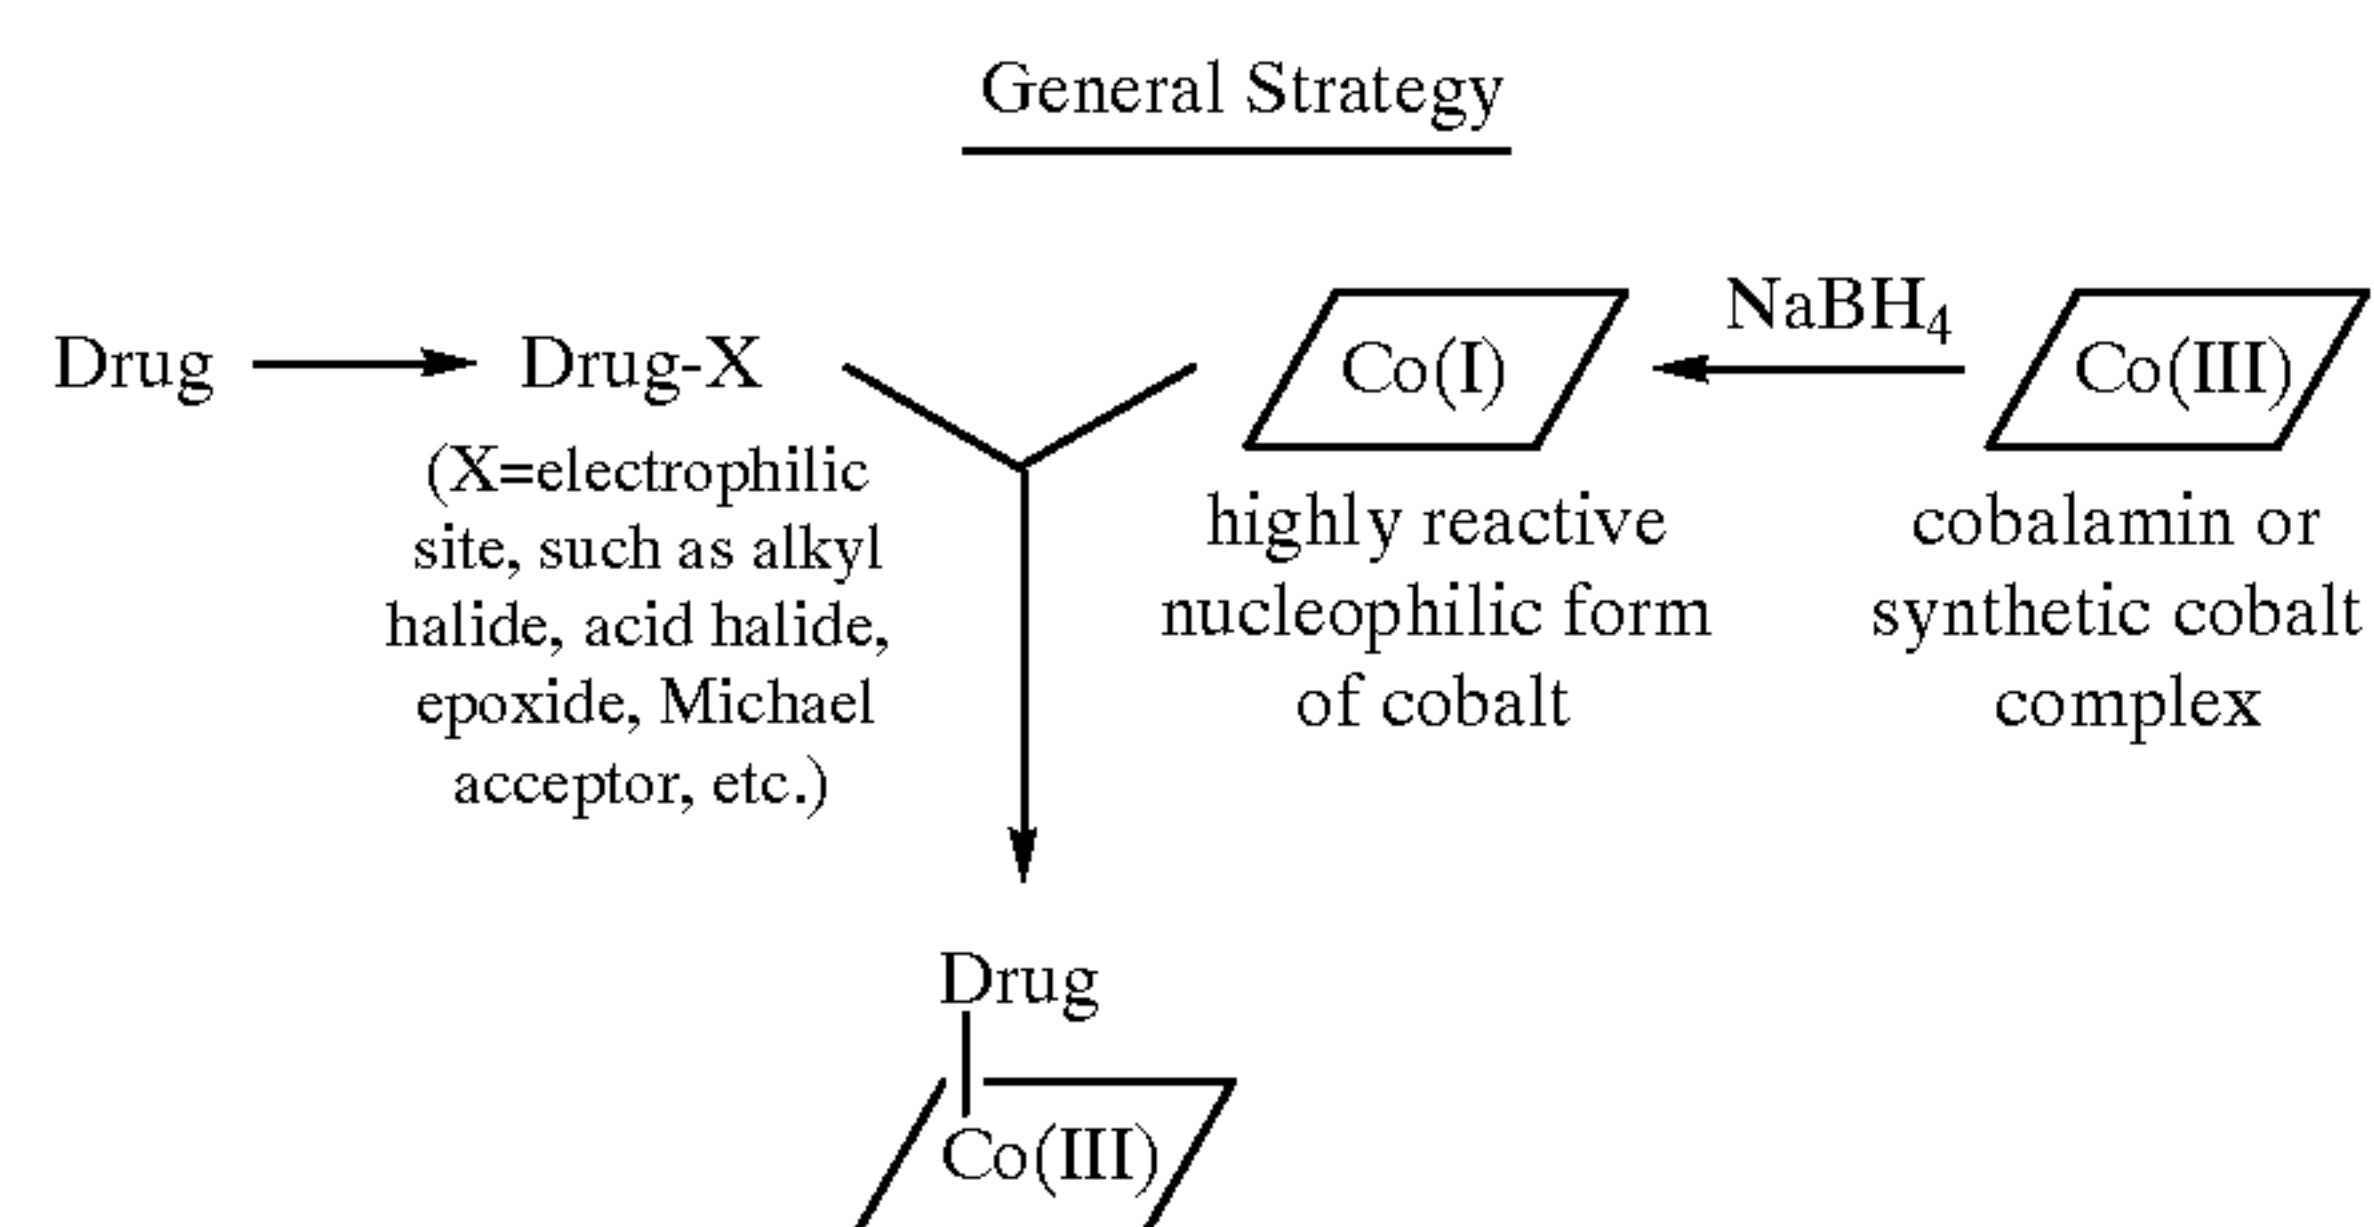 General Strategy
Drug
Drug-X
(X=electrophilic
site, such as alkyl
halide, acid halide,
epoxide, Michael
acceptor, etc.)
Co(I)
highly reactive
nucleophilic form
of cobalt
NaBH₄
Co(III)
cobalamin or
synthetic cobalt
complex
Drug
Co(III)